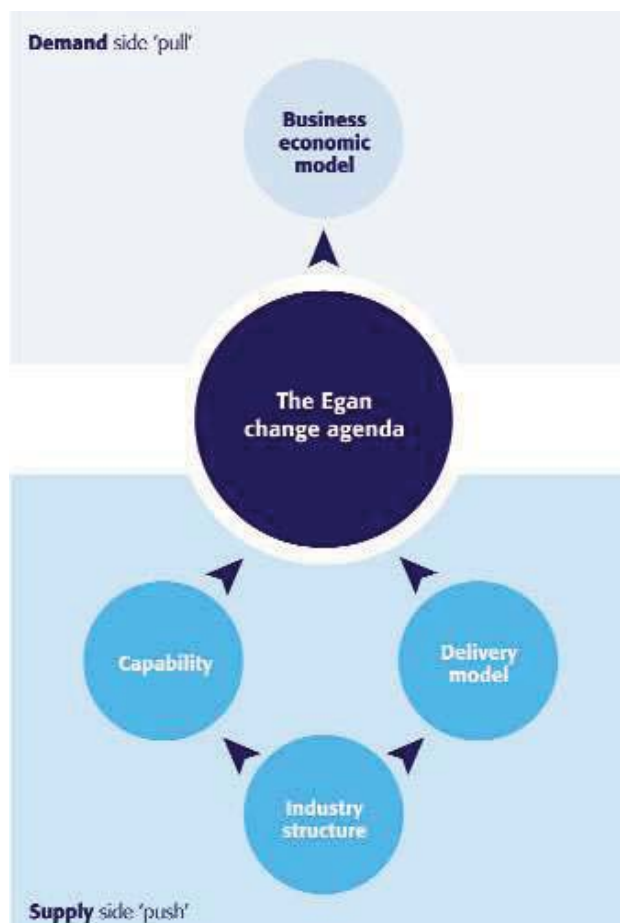 Demand side ‘pull’
Business
economic
model
The Egan
change agenda
Capability
Delivery
model
Industry
structure
Supply side ‘push’